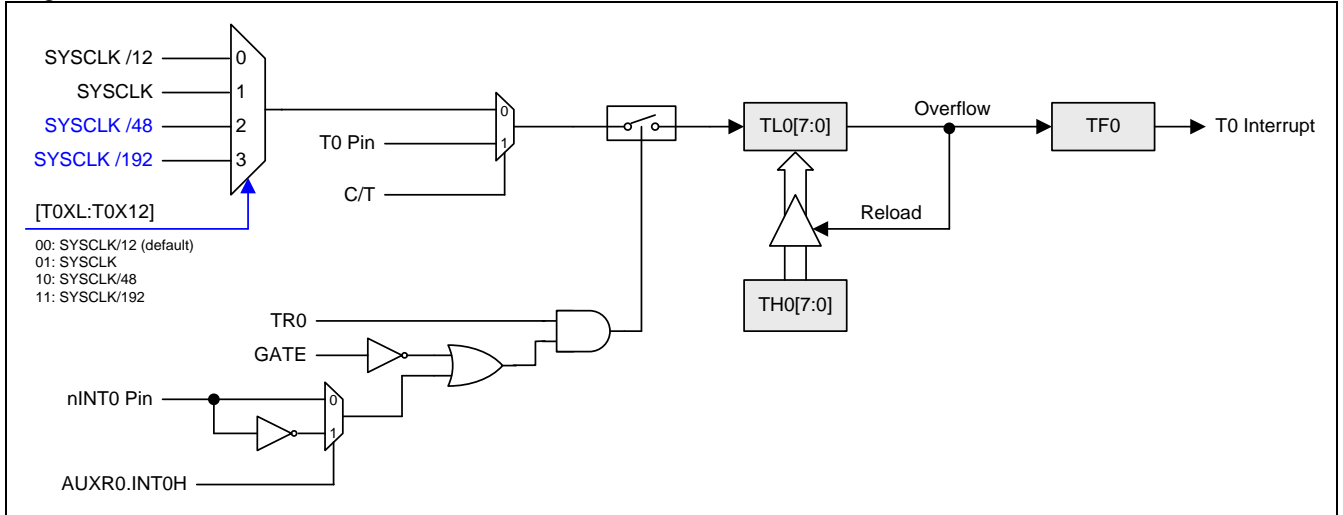 SYSCLK /12
0
SYSCLK
1
SYSCLK /48
2
SYSCLK /192
3
[T0XL:T0X12]
00: SYSCLK/12 (default)
01: SYSCLK
10: SYSCLK/48
11: SYSCLK/192
0
T0 Pin
1
C/T
TL0[7:0]
Overflow
TF0
T0 Interrupt
Reload
TH0[7:0]
TR0
GATE
nINT0 Pin
0
1
AUXR0.INT0H